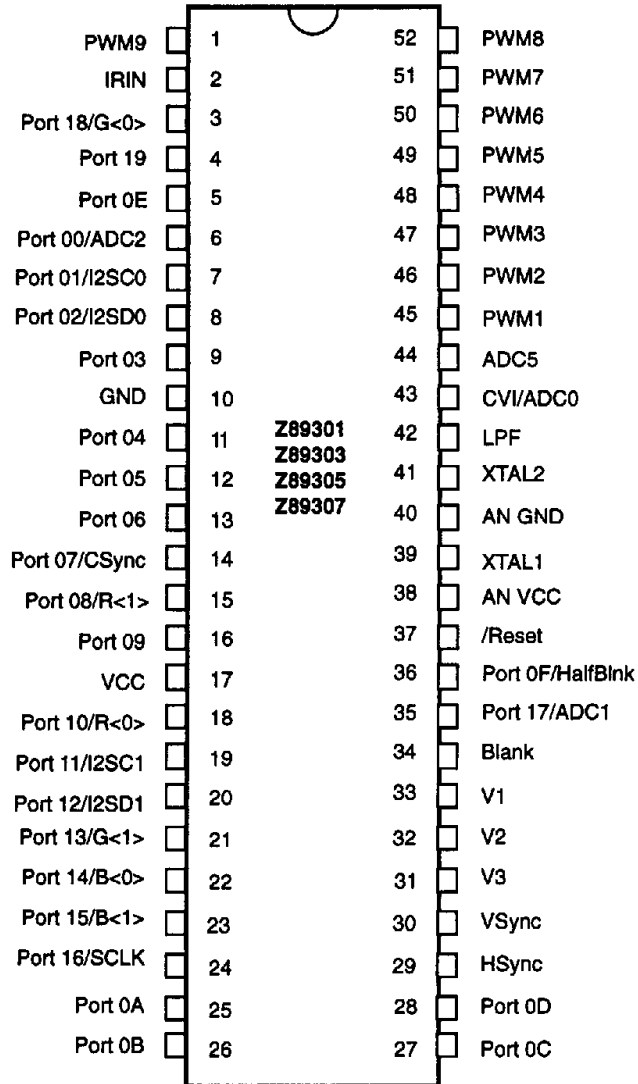 PWM9 1 52 PWM8
IRIN 2 51 PWM7
Port 18/G<0> 3 50 PWM6
Port 19 4 49 PWM5
Port 0E 5 48 PWM4
Port 00/ADC2 6 47 PWM3
Port 01/I2SC0 7 46 PWM2
Port 02/I2SD0 8 45 PWM1
Port 03 9 44 ADC5
GND 10 43 CVI/ADC0
Port 04 11 Z89301 42 LPF
Z89303
Port 05 12 Z89305 41 XTAL2
Port 06 13 Z89307 40 AN GND
Port 07/CSync 14 39 XTAL1
Port 08/R<1> 15 38 AN VCC
Port 09 16 37 /Reset
VCC 17 36 Port 0F/HalfBlnk
Port 10/R<0> 18 35 Port 17/ADC1
Port 11/I2SC1 19 34 Blank
Port 12/I2SD1 20 33 V1
Port 13/G<1> 21 32 V2
Port 14/B<0> 22 31 V3
Port 15/B<1> 23 30 VSync
Port 16/SCLK 24 29 HSync
Port 0A 25 28 Port 0D
Port 0B 26 27 Port 0C